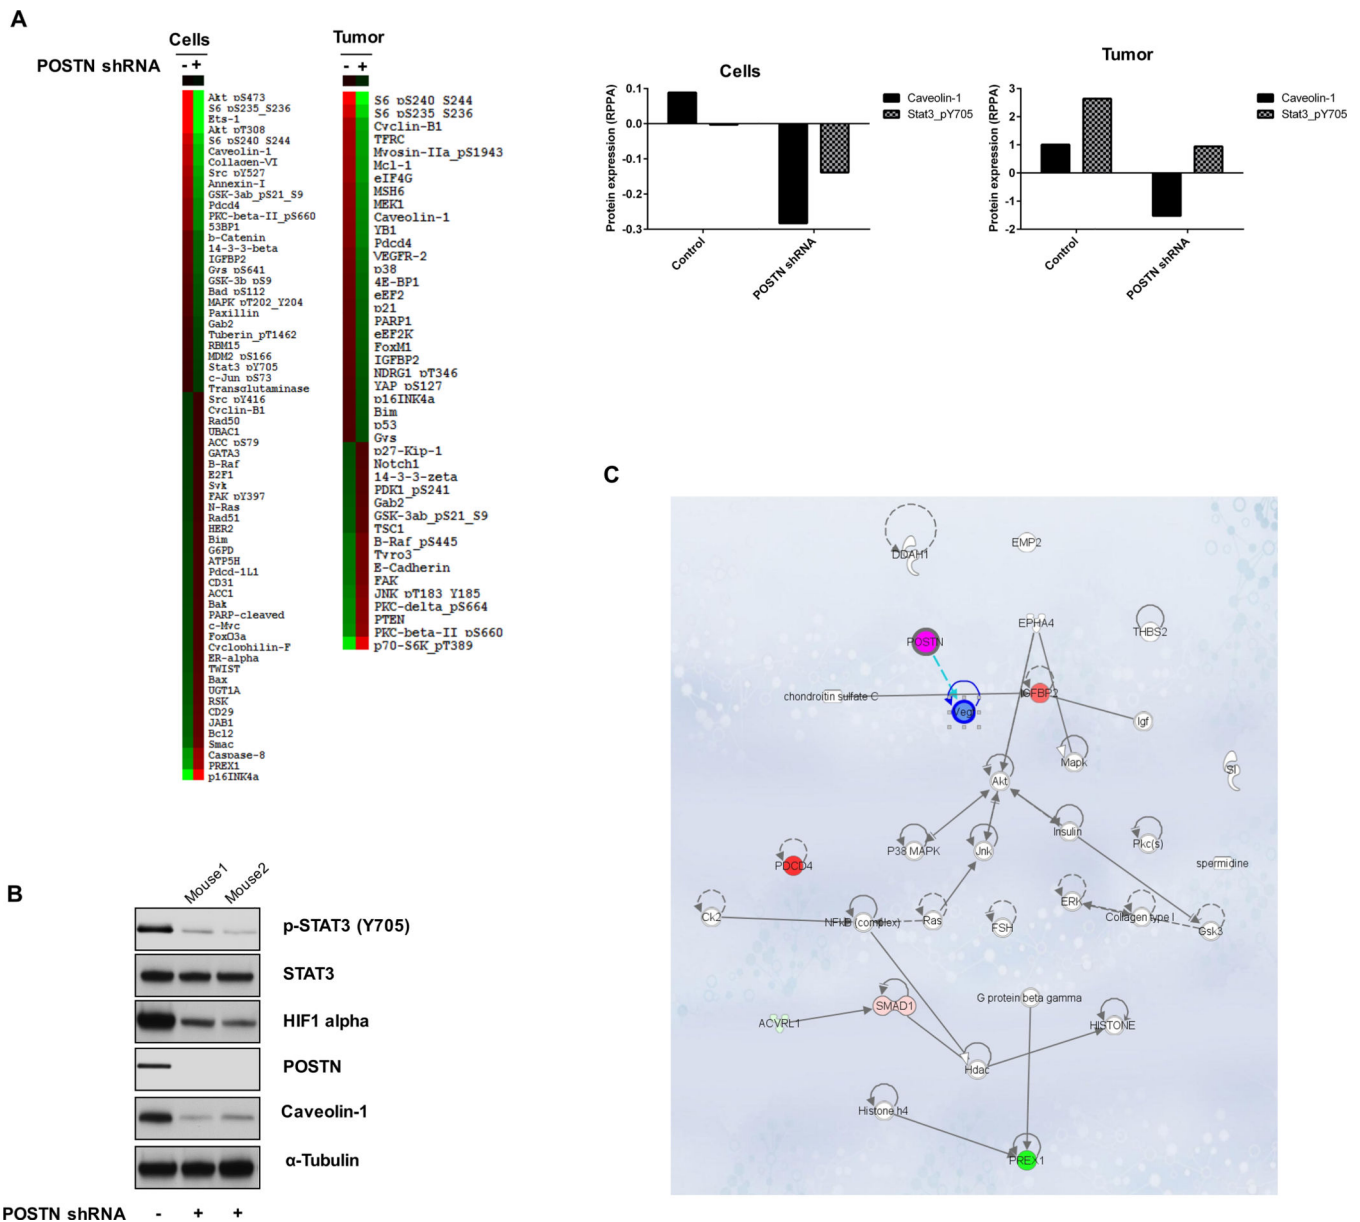 A
Cells
POSTN shRNA - +
Akt_pS473
S6_pS235_S236
Ets-1
Akt_pT308
S6_pS240_S244
Caveolin-1
Collagen-VI
Src_pY527
Annexin-I
GSK-3ab_pS21_S9
Pdcd4
PKC-beta-II_pS660
53BP1
b-Catenin
14-3-3-beta
IGFBP2
Gys_pS641
GSK-3b_pS9
Bad_pS112
MAPK_pT202_Y204
Paxillin
Gab2
Tuberin_pT1462
RBM15
MDM2_pS166
Stat3_pY705
c-Jun_pS73
Transglutaminase
Src_pY416
Cyclin-B1
Rad50
UBAC1
ACC_pS79
GATA3
B-Raf
E2F1
Syk
FAK_pY397
N-Ras
Rad51
HER2
Bim
G6PD
ATP5H
Pdcd-1L1
CD31
ACC1
Bak
PARP-cleaved
c-Myc
FoxO3a
Cyclophilin-F
ER-alpha
TWIST
Bax
UGT1A
RSK
CD29
JAB1
Bcl2
Smac
Caspase-8
PREX1
p16INK4a
Tumor
- +
S6_pS240_S244
S6_pS235_S236
Cyclin-B1
TFRC
Myosin-IIa_pS1943
Mcl-1
eIF4G
MSH6
MEK1
Caveolin-1
YB1
Pdcd4
VEGFR-2
p38
4E-BP1
eEF2
p21
PARP1
eEF2K
FoxM1
IGFBP2
NDRG1_pT346
YAP_pS127
p16INK4a
Bim
p53
Gys
p27-Kip-1
Notch1
14-3-3-zeta
PDK1_pS241
Gab2
GSK-3ab_pS21_S9
TSC1
B-Raf_pS445
Tyro3
E-Cadherin
FAK
JNK_pT183_Y185
PKC-delta_pS664
PTEN
PKC-beta-II_pS660
p70-S6K_pT389
Cells
Protein expression (RPPA)
0.1
0.0
-0.1
-0.2
-0.3
Control
POSTN shRNA
Caveolin-1
Stat3_pY705
Tumor
Protein expression (RPPA)
3
2
1
0
-1
-2
Control
POSTN shRNA
Caveolin-1
Stat3_pY705
B
Mouse1
Mouse2
p-STAT3 (Y705)
STAT3
HIF1 alpha
POSTN
Caveolin-1
α-Tubulin
POSTN shRNA - + +
C
DDAH1
EMP2
EPHA4
THBS2
POSTN
chondroitin sulfate C
IGFBP2
Vegf
Igf
Mapk
SI
Akt
Insulin
P38 MAPK
Jnk
Pkc(s)
spermidine
PDCD4
Ck2
NFkB (complex)
Ras
FSH
ERK
Collagen type I
Gsk3
G protein beta gamma
SMAD1
ACVRL1
HISTONE
Hdac
Histone h4
PREX1